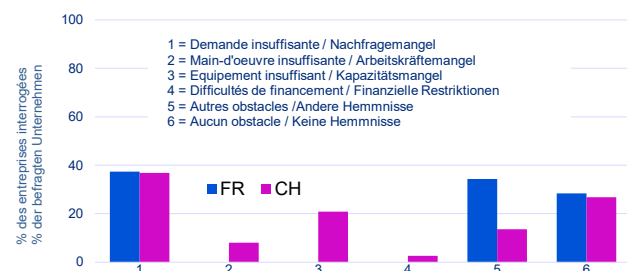 % des entreprises interrogées
% der befragten Unternehmen
100
80
60
40
20
0
1 = Demande insuffisante / Nachfragemangel
2 = Main-d'oeuvre insuffisante / Arbeitskräftemangel
3 = Equipement insuffisant / Kapazitätsmangel
4 = Difficultés de financement / Finanzielle Restriktionen
5 = Autres obstacles /Andere Hemmnisse
6 = Aucun obstacle / Keine Hemmnisse
FR CH
1 2 3 4 5 6